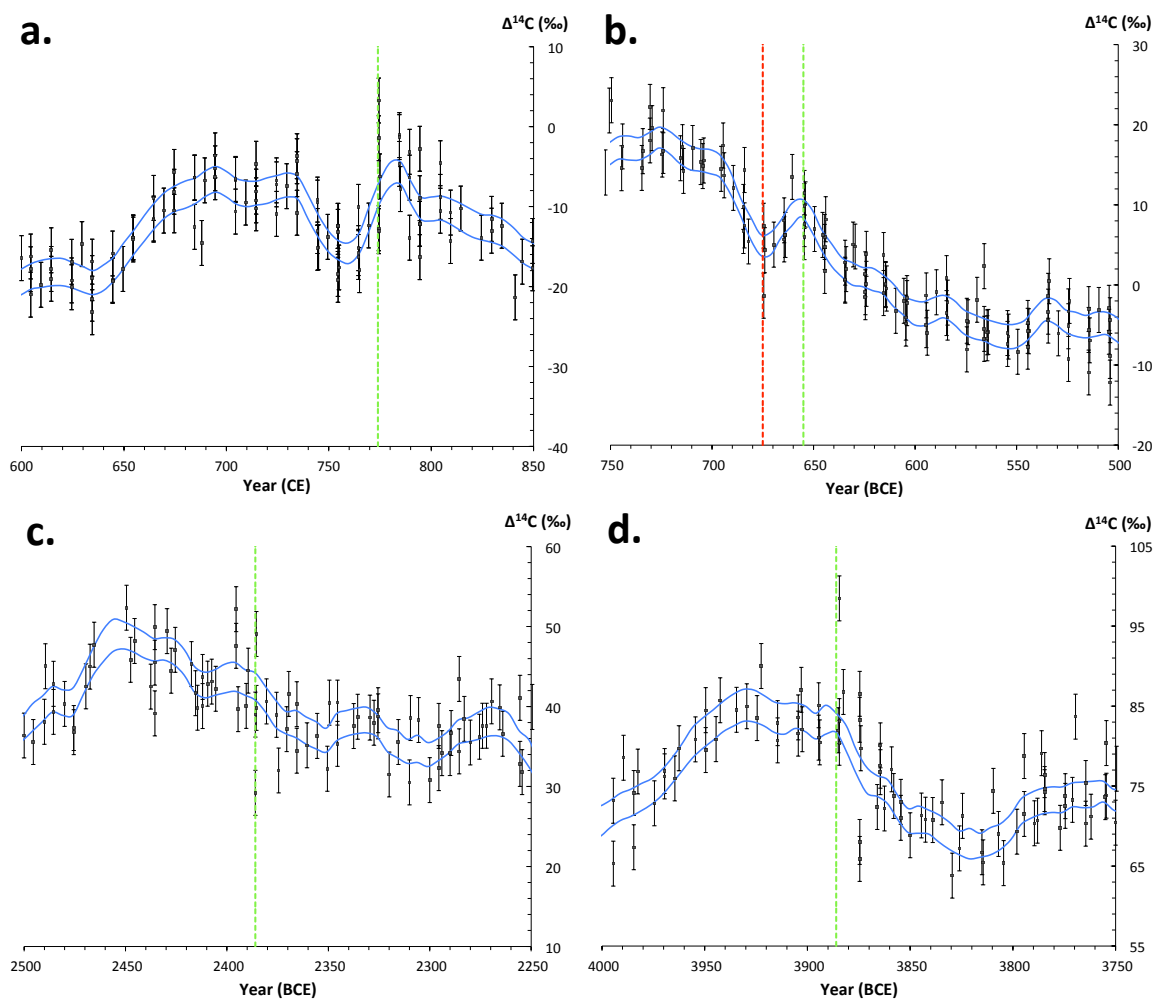 a.
Δ¹⁴C (‰)
10
0
-10
-20
-30
-40
600 650 700 750 800 850
Year (CE)
b.
Δ¹⁴C (‰)
30
20
10
0
-10
-20
750 700 650 600 550 500
Year (BCE)
c.
Δ¹⁴C (‰)
60
50
40
30
20
10
2500 2450 2400 2350 2300 2250
Year (BCE)
d.
Δ¹⁴C (‰)
105
95
85
75
65
55
4000 3950 3900 3850 3800 3750
Year (BCE)